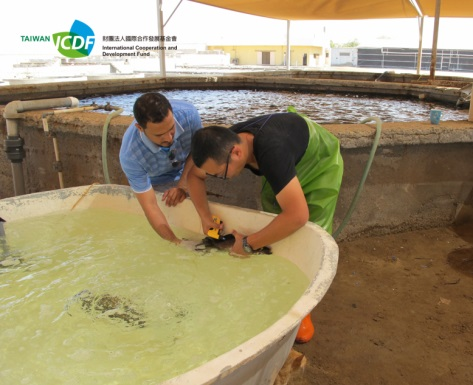 TAIWAN ICDF
財團法人國際合作發展基金會
International Cooperation and
Development Fund